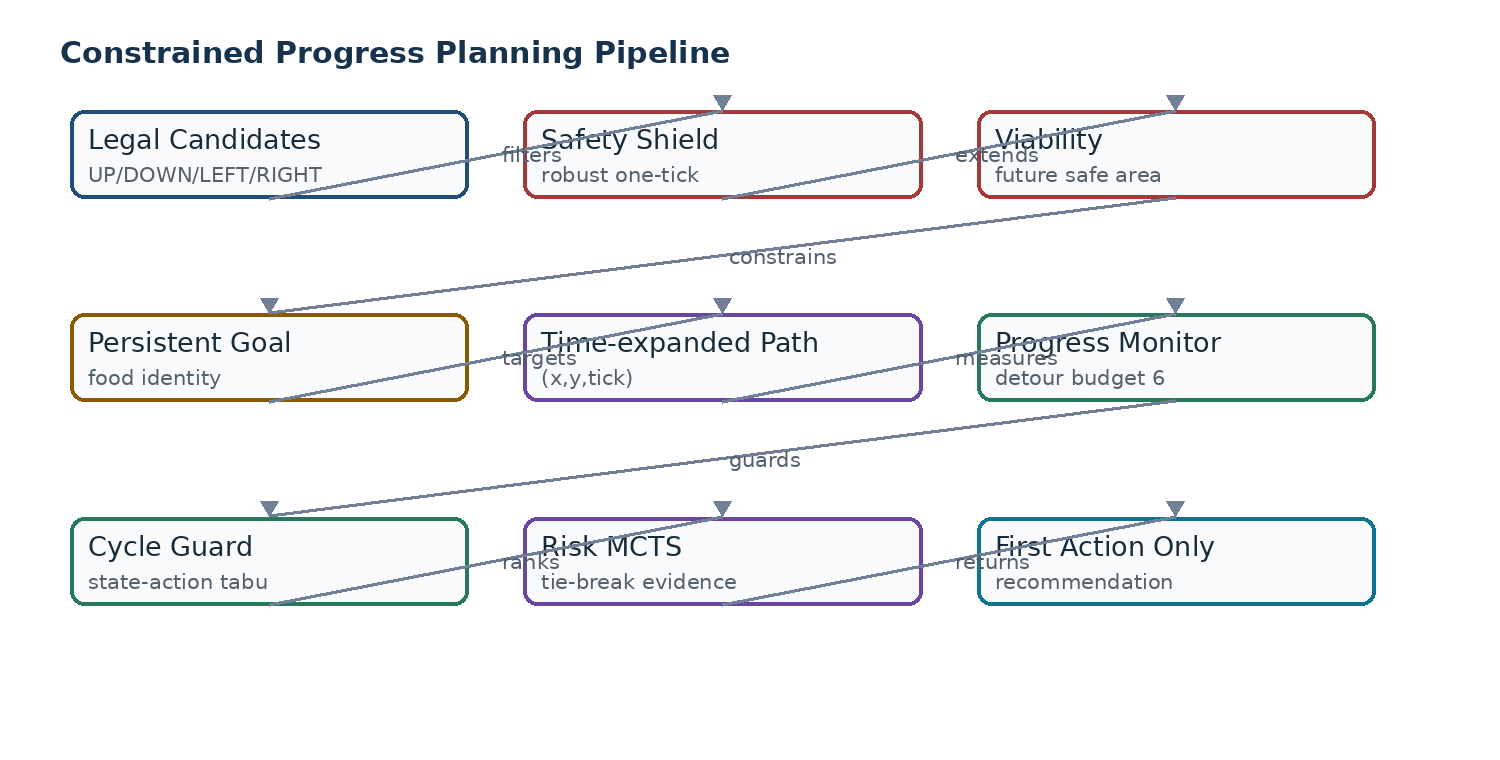 Constrained Progress Planning Pipeline
Legal Candidates
UP/DOWN/LEFT/RIGHT
filters
Safety Shield
robust one-tick
extends
Viability
future safe area
constrains
Persistent Goal
food identity
targets
Time-expanded Path
(x,y,tick)
measures
Progress Monitor
detour budget 6
guards
Cycle Guard
state-action tabu
ranks
Risk MCTS
tie-break evidence
returns
First Action Only
recommendation